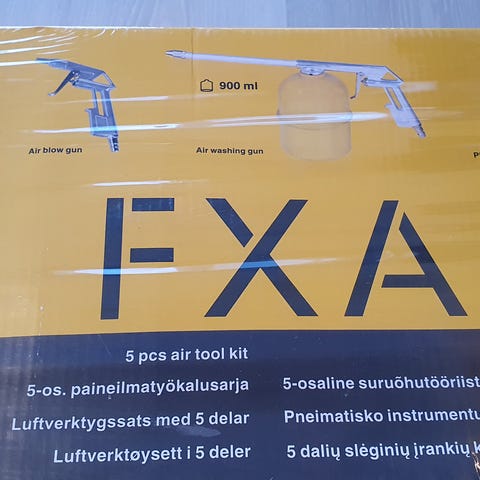 900 ml
Air blow gun
Air washing gun
FXA
5 pcs air tool kit
5-os. paineilmatyökalusarja
5-osaline suruõhutööriist
Luftverktygssats med 5 delar
Pneimatisko instrumentu
Luftverktøysett i 5 deler
5 dalių slėginių įrankių